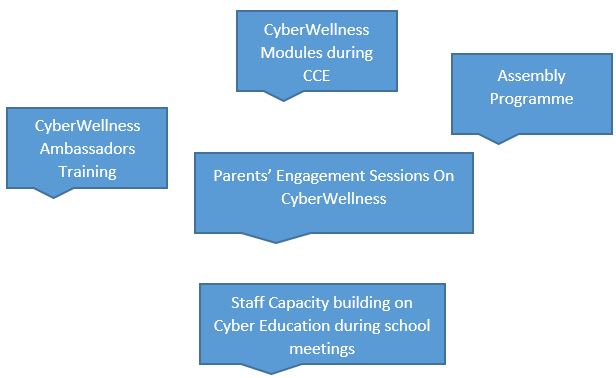 CyberWellness
Modules during
CCE
Assembly
Programme
CyberWellness
Ambassadors
Training
Parents’ Engagement Sessions On
CyberWellness
Staff Capacity building on
Cyber Education during school
meetings